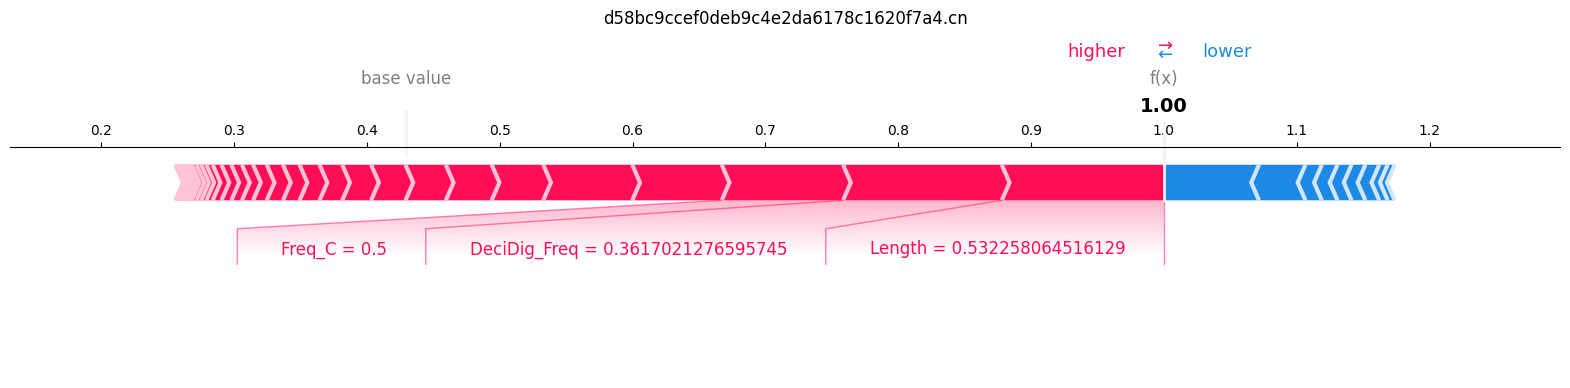 d58bc9ccef0deb9c4e2da6178c1620f7a4.cn
higher ⇄ lower
base value f(x)
1.00
0.2 0.3 0.4 0.5 0.6 0.7 0.8 0.9 1.0 1.1 1.2
Freq_C = 0.5 DeciDig_Freq = 0.3617021276595745 Length = 0.532258064516129